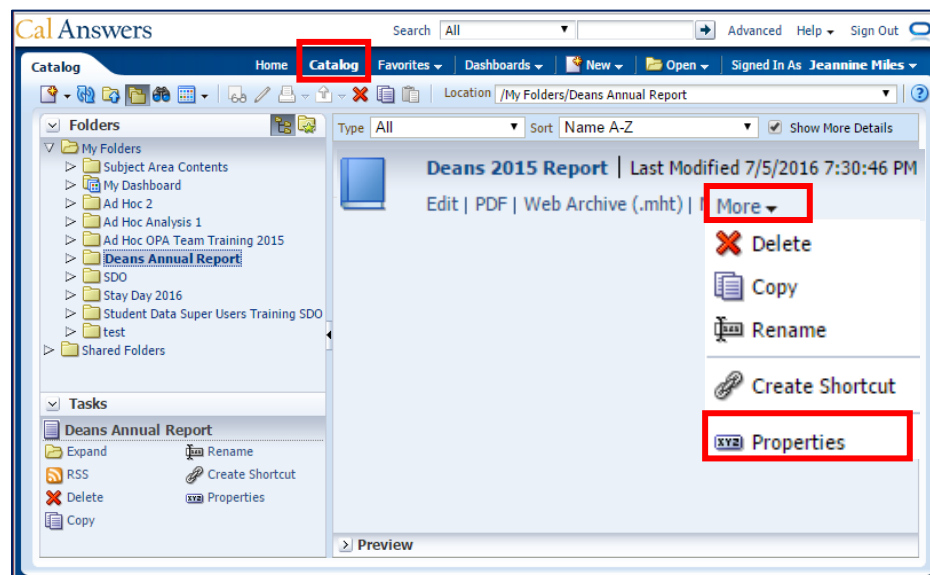 Cal Answers
Search All Advanced Help Sign Out
Catalog Home Catalog Favorites Dashboards New Open Signed In As Jeannine Miles
Location /My Folders/Deans Annual Report
Folders
Type All Sort Name A-Z Show More Details
My Folders
Subject Area Contents
My Dashboard
Ad Hoc 2
Ad Hoc Analysis 1
Ad Hoc OPA Team Training 2015
Deans Annual Report
SDO
Stay Day 2016
Student Data Super Users Training SDO
test
Shared Folders
Deans 2015 Report | Last Modified 7/5/2016 7:30:46 PM
Edit | PDF | Web Archive (.mht) | More
Delete
Copy
Rename
Create Shortcut
XYZ Properties
Tasks
Deans Annual Report
Expand Rename
RSS Create Shortcut
Delete XYZ Properties
Copy
Preview